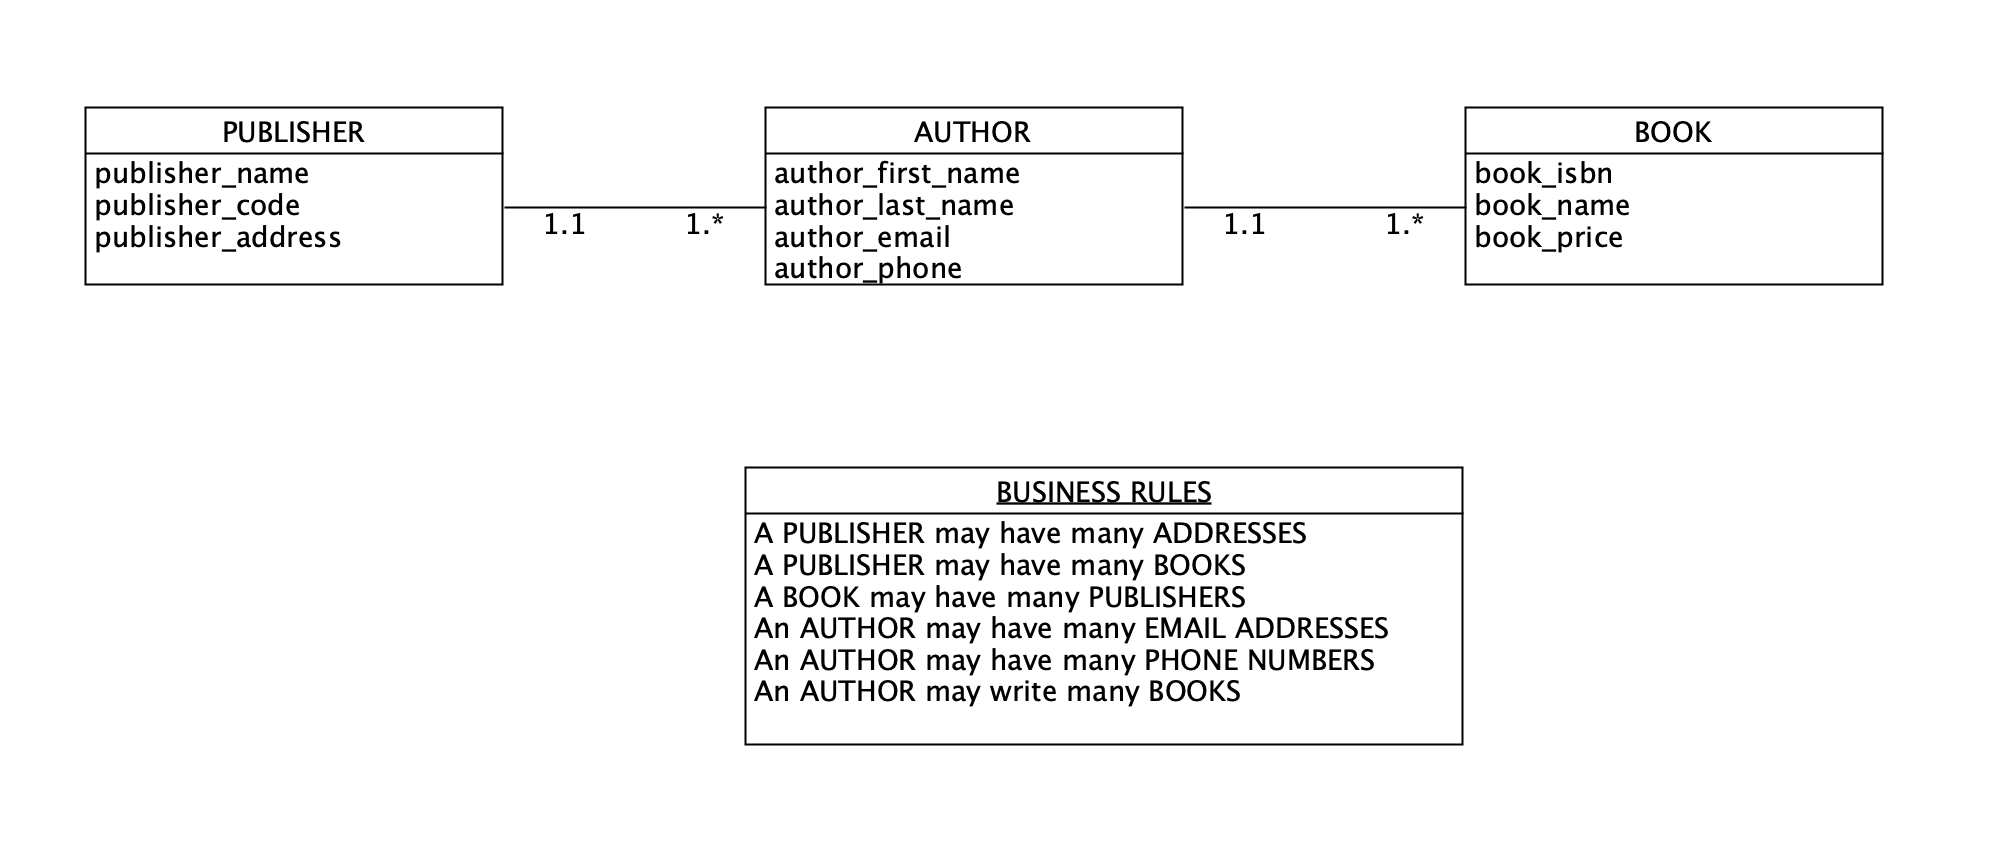 PUBLISHER
publisher_name
publisher_code
publisher_address
1.1
1.*
AUTHOR
author_first_name
author_last_name
author_email
author_phone
1.1
1.*
BOOK
book_isbn
book_name
book_price
BUSINESS RULES
A PUBLISHER may have many ADDRESSES
A PUBLISHER may have many BOOKS
A BOOK may have many PUBLISHERS
An AUTHOR may have many EMAIL ADDRESSES
An AUTHOR may have many PHONE NUMBERS
An AUTHOR may write many BOOKS